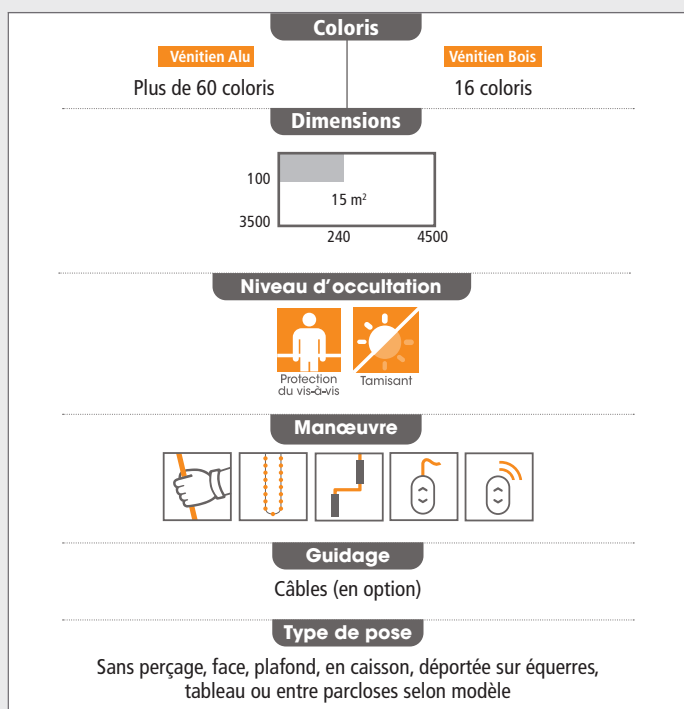 Coloris
Vénitien Alu
Vénitien Bois
Plus de 60 coloris
16 coloris
Dimensions
100
15 m²
3500
240
4500
Niveau d'occultation
Protection
du vis-à-vis
Tamisant
Manœuvre
Guidage
Câbles (en option)
Type de pose
Sans perçage, face, plafond, en caisson, déportée sur équerres,
tableau ou entre parcloses selon modèle